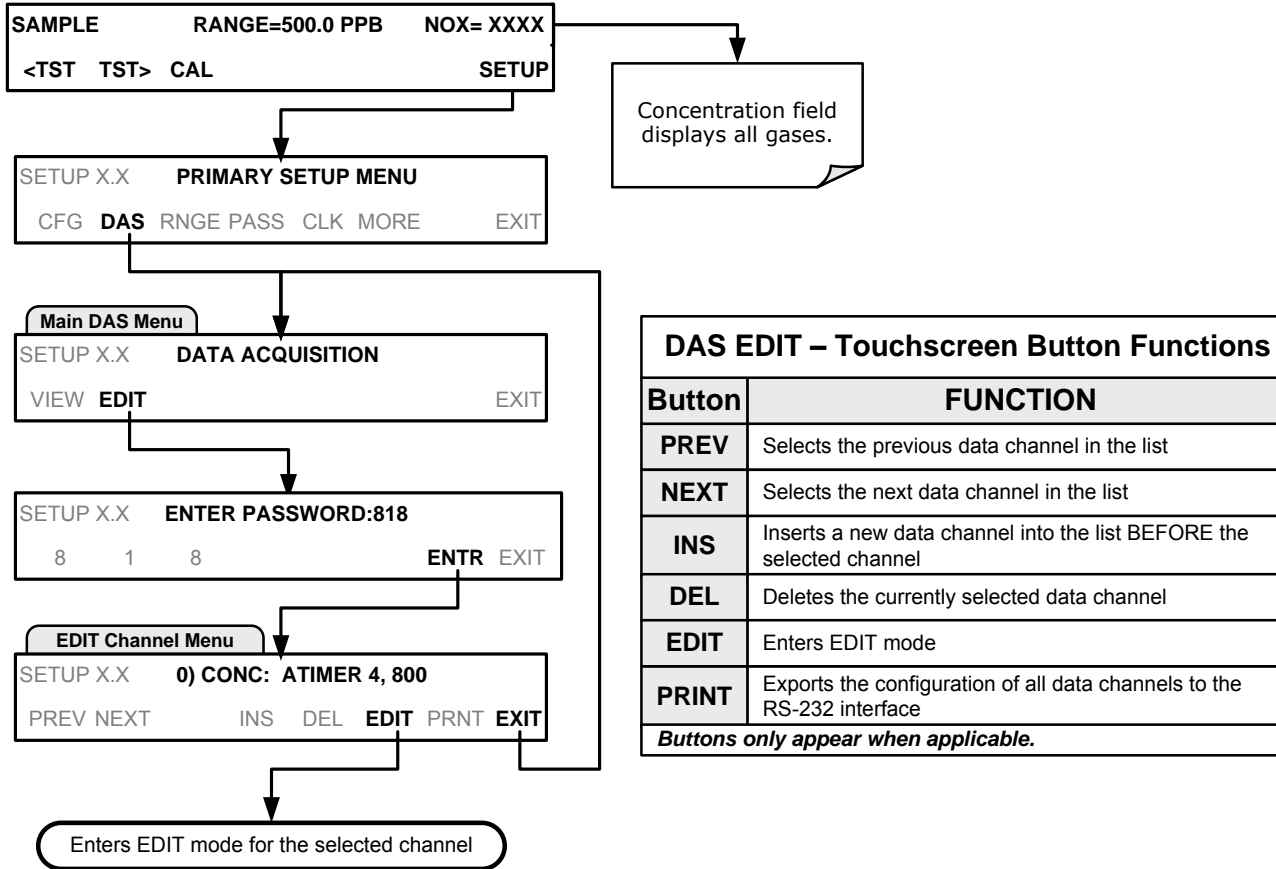 SAMPLE RANGE=500.0 PPB NOX= XXXX
<TST TST> CAL SETUP
Concentration field
displays all gases.
SETUP X.X PRIMARY SETUP MENU
CFG DAS RNGE PASS CLK MORE EXIT
Main DAS Menu
SETUP X.X DATA ACQUISITION
VIEW EDIT EXIT
SETUP X.X ENTER PASSWORD:818
8 1 8 ENTR EXIT
EDIT Channel Menu
SETUP X.X 0) CONC: ATIMER 4, 800
PREV NEXT INS DEL EDIT PRNT EXIT
Enters EDIT mode for the selected channel
DAS EDIT – Touchscreen Button Functions
Button FUNCTION
PREV Selects the previous data channel in the list
NEXT Selects the next data channel in the list
INS Inserts a new data channel into the list BEFORE the
selected channel
DEL Deletes the currently selected data channel
EDIT Enters EDIT mode
PRINT Exports the configuration of all data channels to the
RS-232 interface
Buttons only appear when applicable.